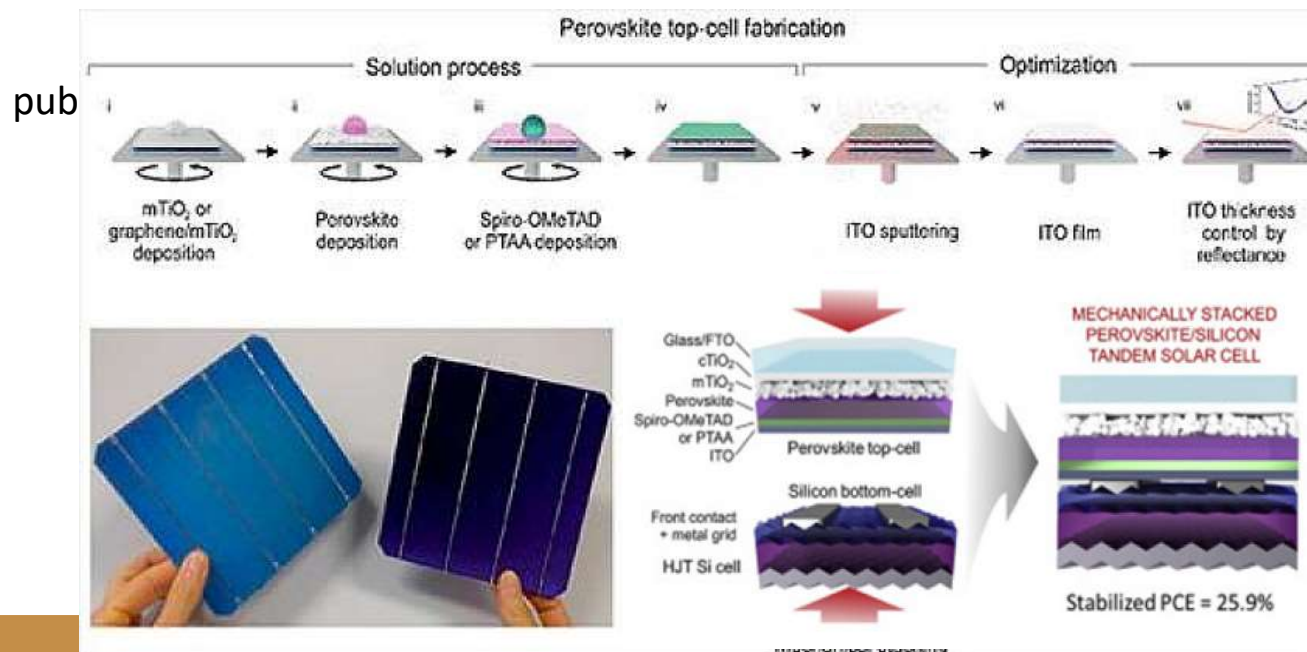 Perovskite top-cell fabrication
Solution process
Optimization
pub
i
ii
iii
iv
v
vi
vii
mTiO₂ or
graphene/mTiO₂
deposition
Perovskite
deposition
Spiro-OMeTAD
or PTAA deposition
ITO sputtering
ITO film
ITO thickness
control by
reflectance
Glass/FTO
cTiO₂
mTiO₂
Perovskite
Spiro-OMeTAD
or PTAA
ITO
Perovskite top-cell
Silicon bottom-cell
Front contact
+ metal grid
HJT Si cell
MECHANICALLY STACKED
PEROVSKITE/SILICON
TANDEM SOLAR CELL
Stabilized PCE = 25.9%